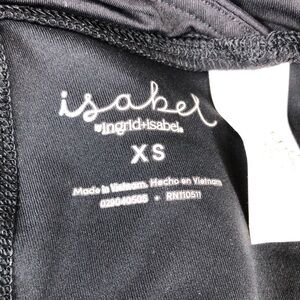 isabel
by ingrid+isabel®
XS
Made in Vietnam. Hecho en Vietnam